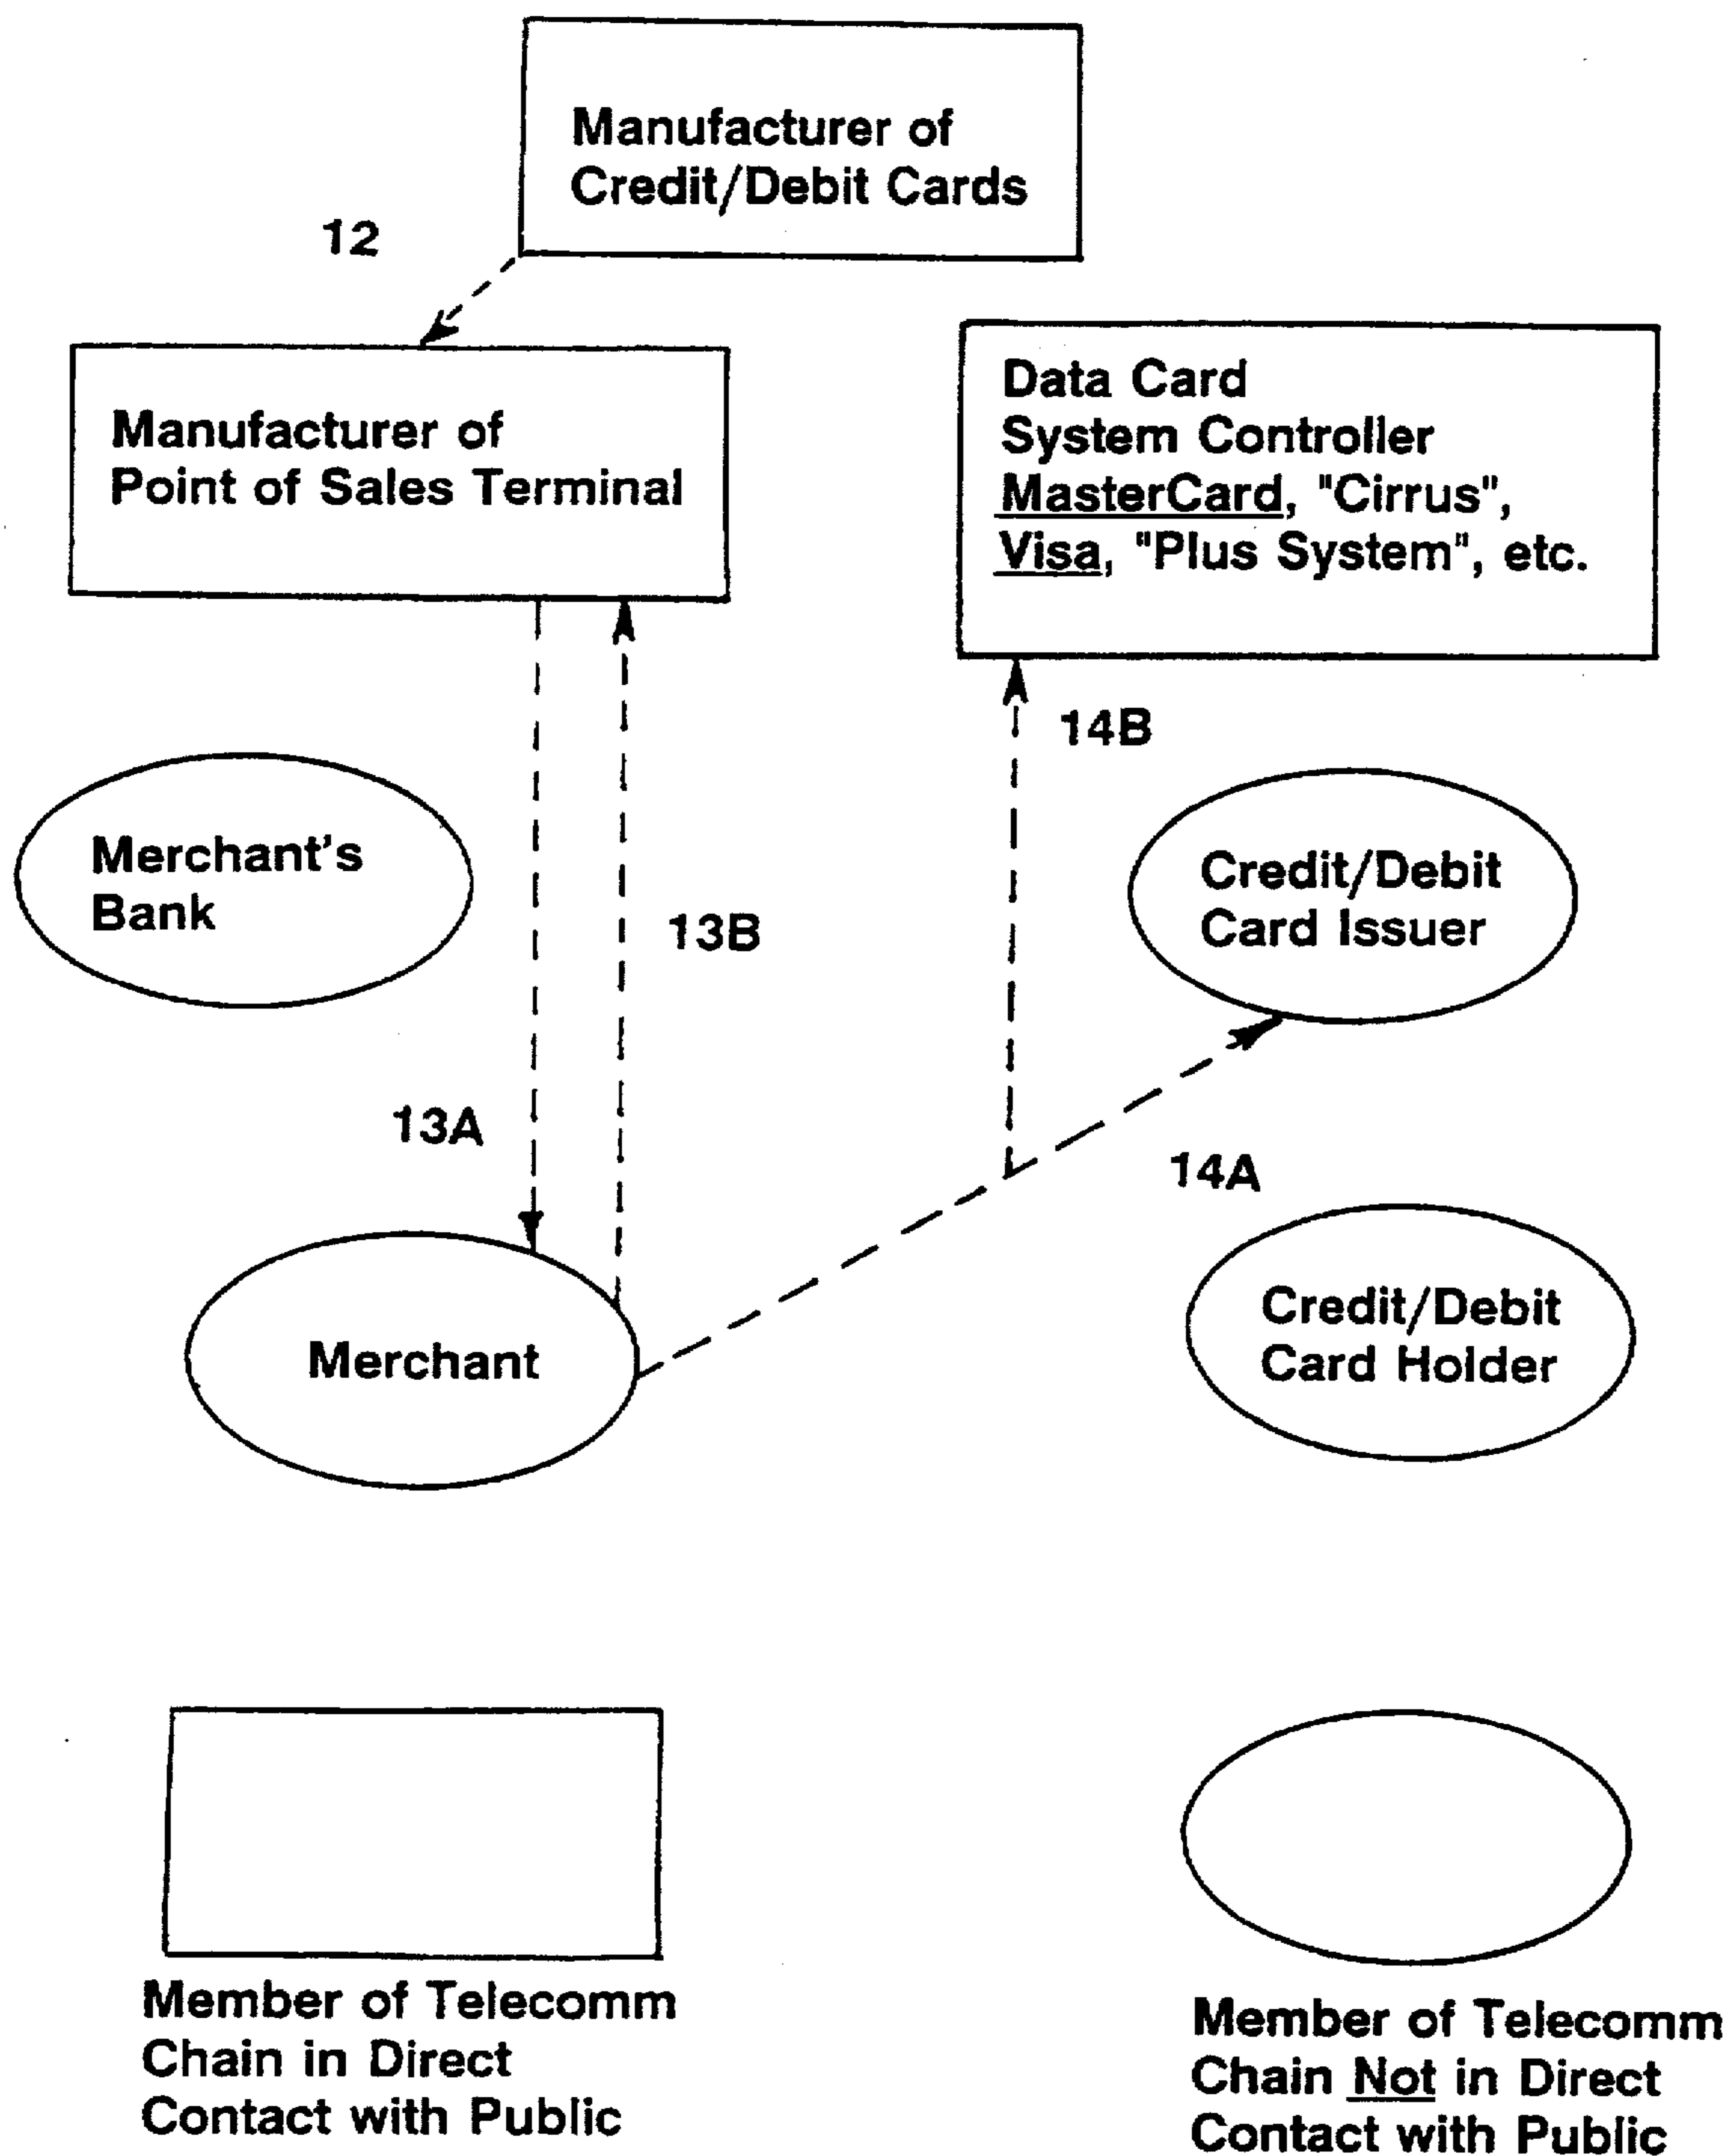 Manufacturer of
Credit/Debit Cards
12
Manufacturer of
Point of Sales Terminal
Data Card
System Controller
MasterCard, "Cirrus",
Visa, "Plus System", etc.
14B
Merchant's
Bank
13B
Credit/Debit
Card Issuer
13A
14A
Merchant
Credit/Debit
Card Holder
Member of Telecomm
Chain in Direct
Contact with Public
Member of Telecomm
Chain Not in Direct
Contact with Public